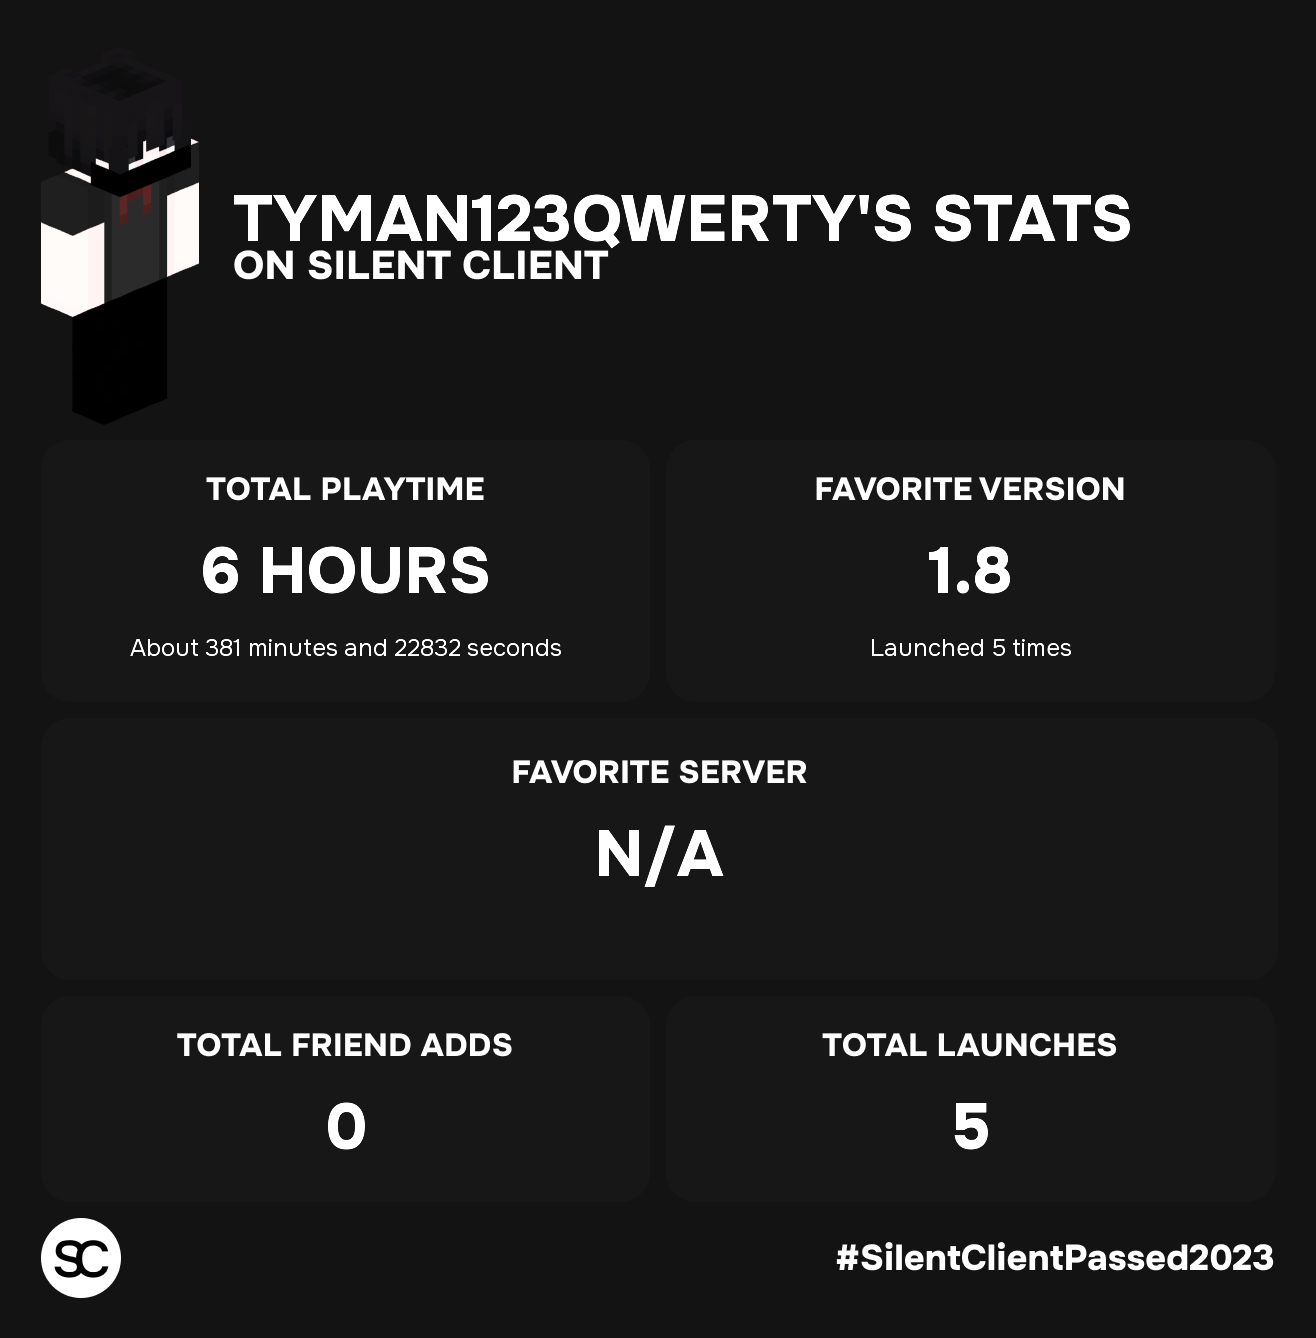 TYMAN123QWERTY'S STATS
ON SILENT CLIENT
TOTAL PLAYTIME
6 HOURS
About 381 minutes and 22832 seconds
FAVORITE VERSION
1.8
Launched 5 times
FAVORITE SERVER
N/A
TOTAL FRIEND ADDS
0
TOTAL LAUNCHES
5
SC
#SilentClientPassed2023